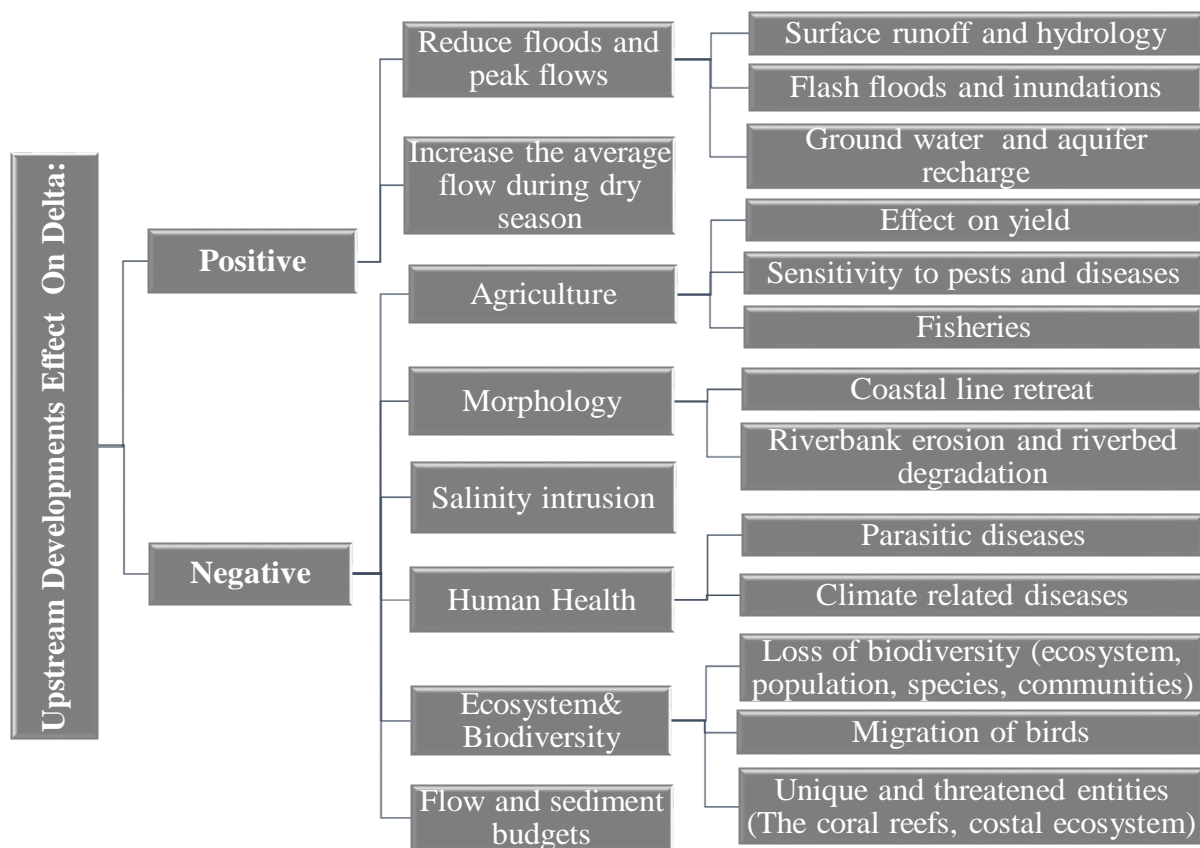 Upstream Developments Effect On Delta:
Positive
Reduce floods and
peak flows
Surface runoff and hydrology
Flash floods and inundations
Ground water and aquifer
recharge
Increase the average
flow during dry
season
Negative
Agriculture
Effect on yield
Sensitivity to pests and diseases
Fisheries
Morphology
Coastal line retreat
Riverbank erosion and riverbed
degradation
Salinity intrusion
Human Health
Parasitic diseases
Climate related diseases
Ecosystem&
Biodiversity
Loss of biodiversity (ecosystem,
population, species, communities)
Migration of birds
Unique and threatened entities
(The coral reefs, costal ecosystem)
Flow and sediment
budgets